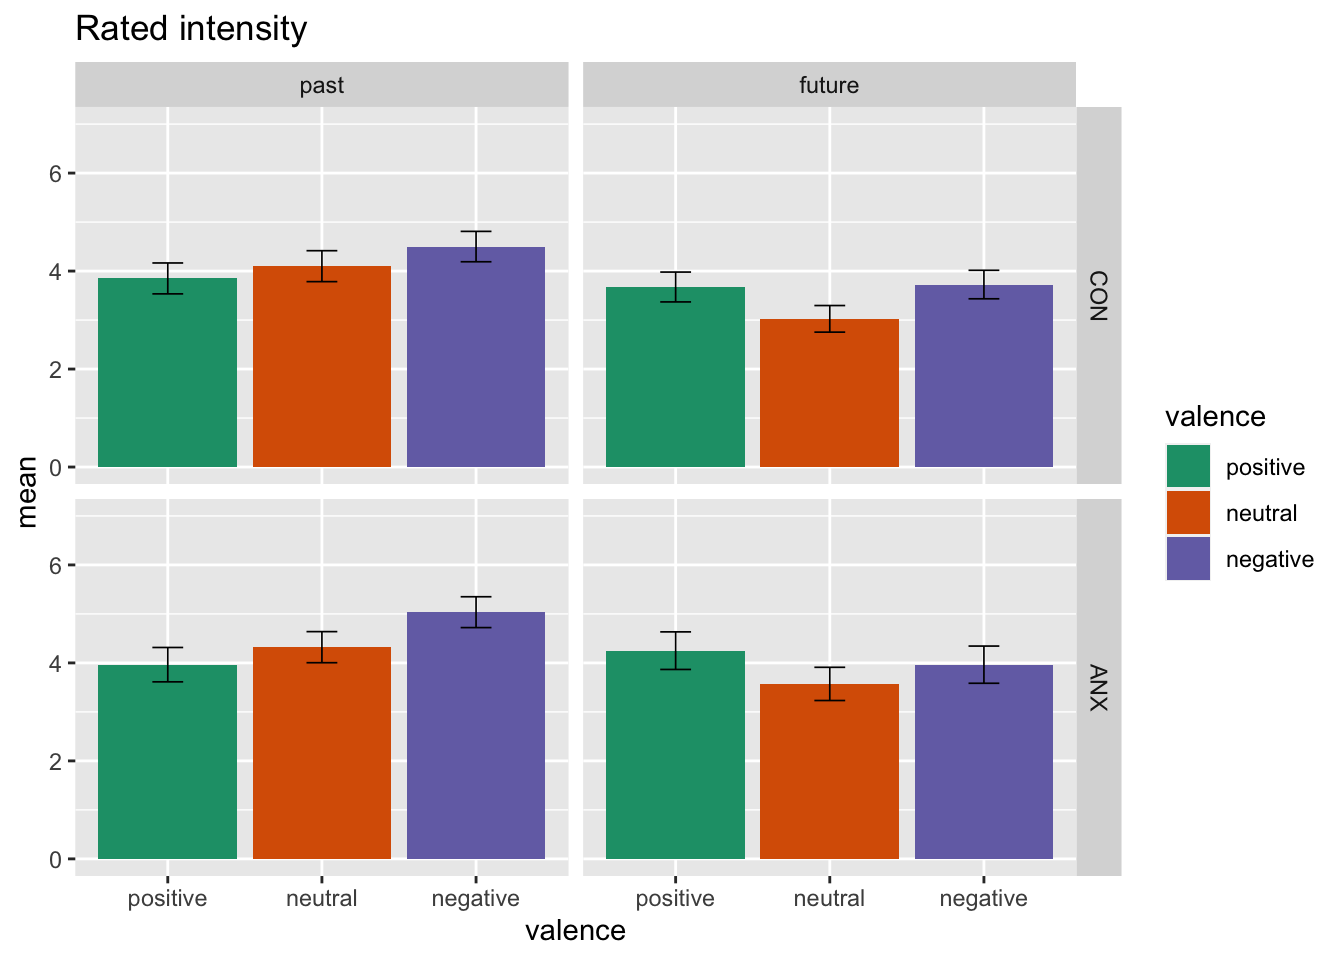 Rated intensity
past
future
6
4
2
0
CON
6
4
2
0
ANX
mean
positive
neutral
negative
positive
neutral
negative
valence
valence
positive
neutral
negative